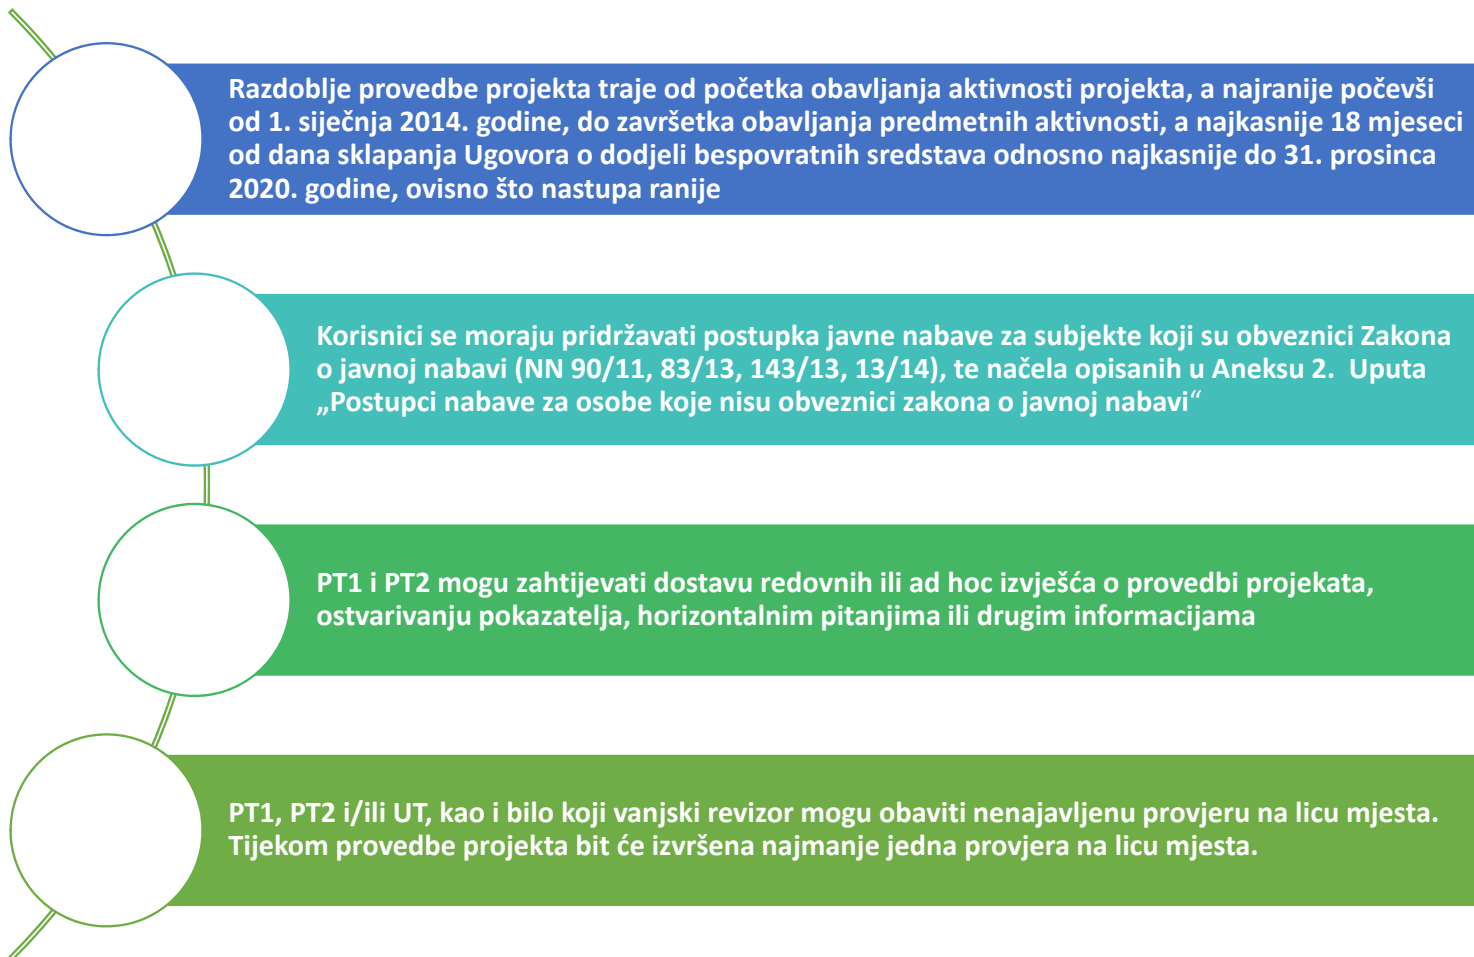 Razdoblje provedbe projekta traje od početka obavljanja aktivnosti projekta, a najranije počevši
od 1. siječnja 2014. godine, do završetka obavljanja predmetnih aktivnosti, a najkasnije 18 mjeseci
od dana sklapanja Ugovora o dodjeli bespovratnih sredstava odnosno najkasnije do 31. prosinca
2020. godine, ovisno što nastupa ranije
Korisnici se moraju pridržavati postupka javne nabave za subjekte koji su obveznici Zakona
o javnoj nabavi (NN 90/11, 83/13, 143/13, 13/14), te načela opisanih u Aneksu 2.  Uputa
„Postupci nabave za osobe koje nisu obveznici zakona o javnoj nabavi“
PT1 i PT2 mogu zahtijevati dostavu redovnih ili ad hoc izvješća o provedbi projekata,
ostvarivanju pokazatelja, horizontalnim pitanjima ili drugim informacijama
PT1, PT2 i/ili UT, kao i bilo koji vanjski revizor mogu obaviti nenajavljenu provjeru na licu mjesta.
Tijekom provedbe projekta bit će izvršena najmanje jedna provjera na licu mjesta.